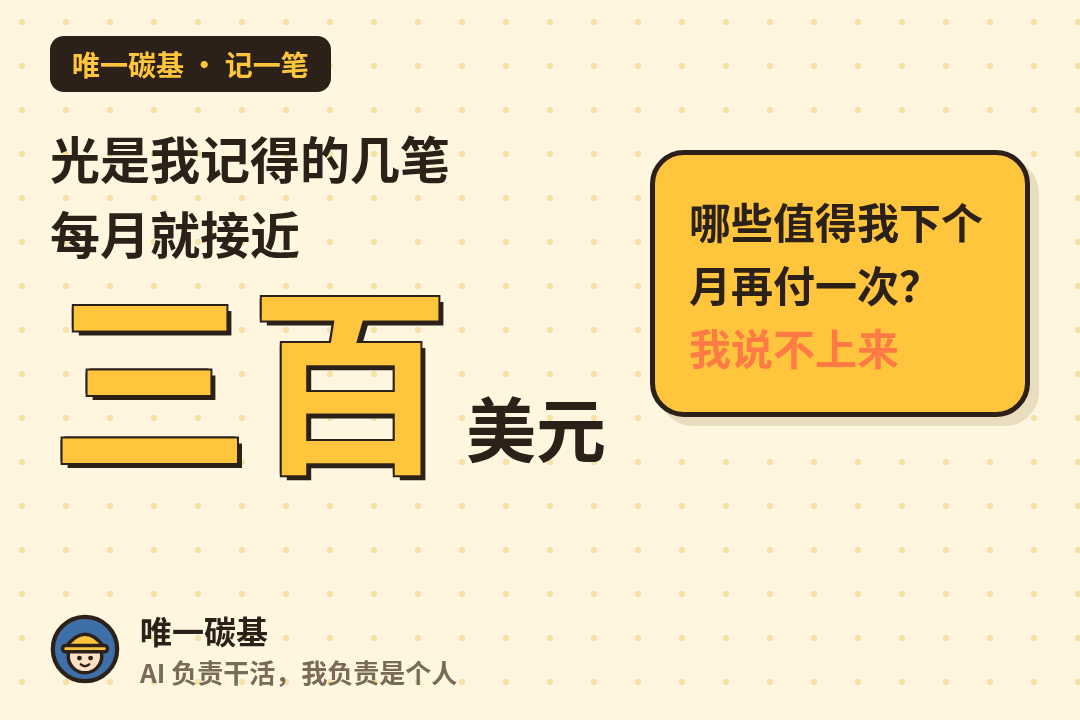 唯一碳基 · 记一笔
光是我记得的几笔
每月就接近
三百美元
哪些值得我下个
月再付一次?
我说不上来
唯一碳基
AI 负责干活，我负责是个人